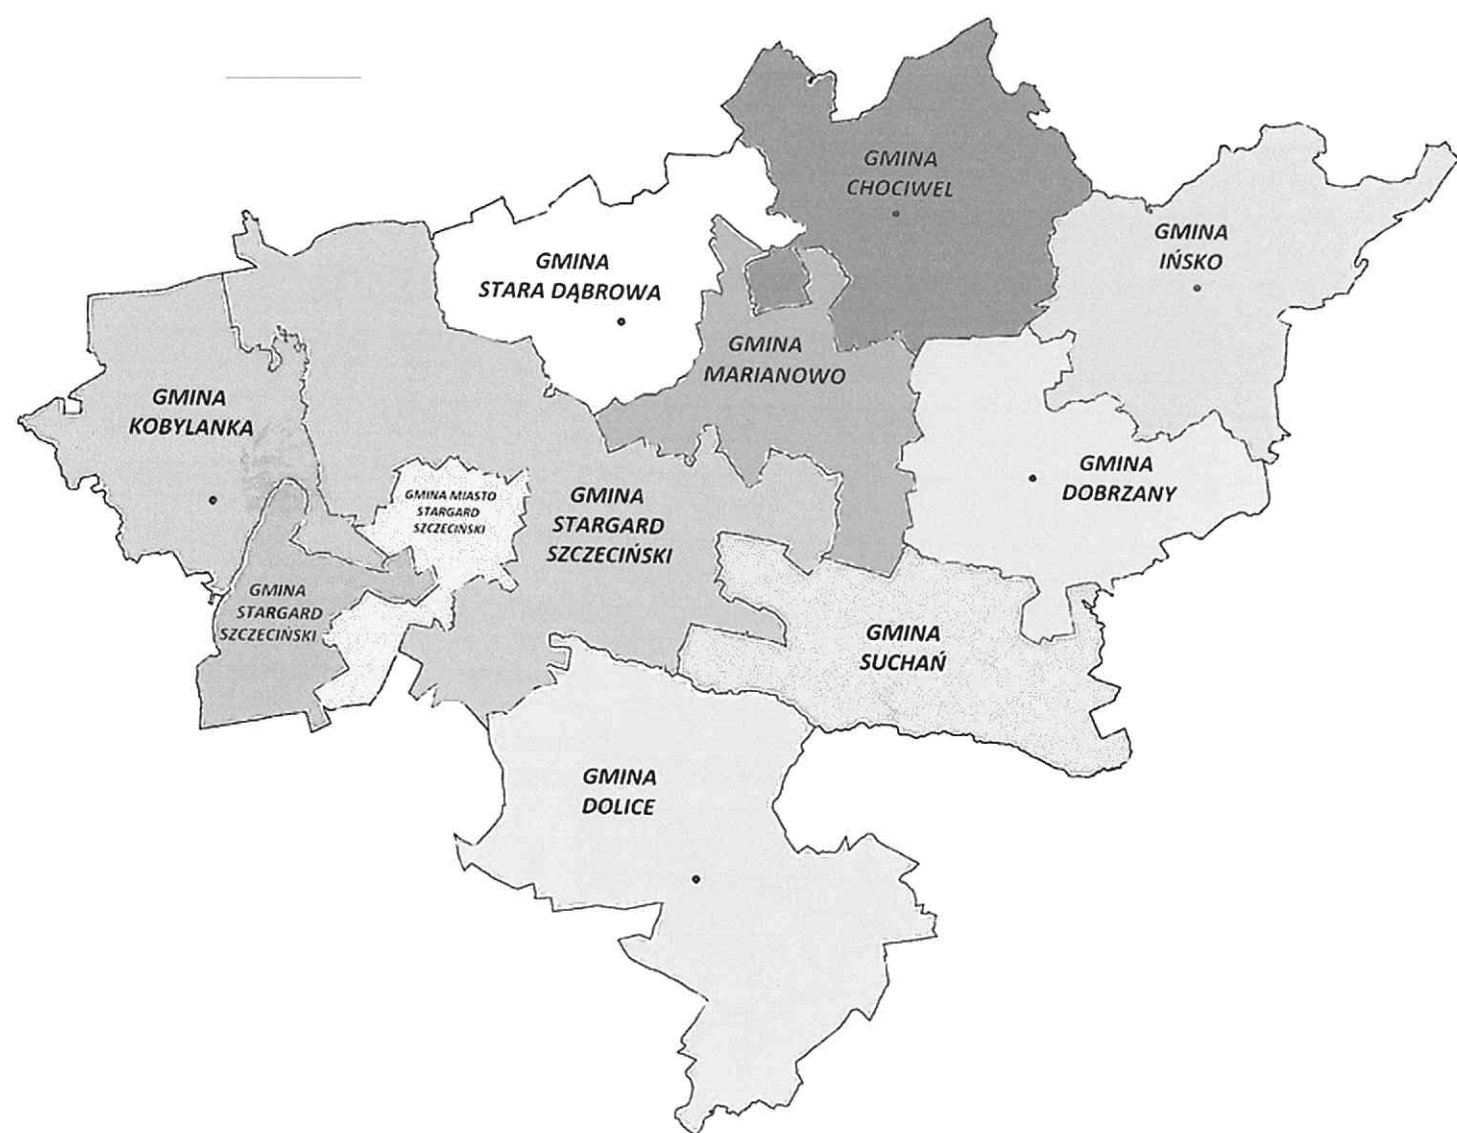 GMINA
CHOCIWEL
GMINA
IŃSKO
GMINA
STARA DĄBROWA
GMINA
MARIANOWO
GMINA
KOBYLANKA
GMINA
DOBRZANY
GMINA MIASTO
STARGARD
SZCZECIŃSKI
GMINA
STARGARD
SZCZECIŃSKI
GMINA
STARGARD
SZCZECIŃSKI
GMINA
SUCHAŃ
GMINA
DOLICE